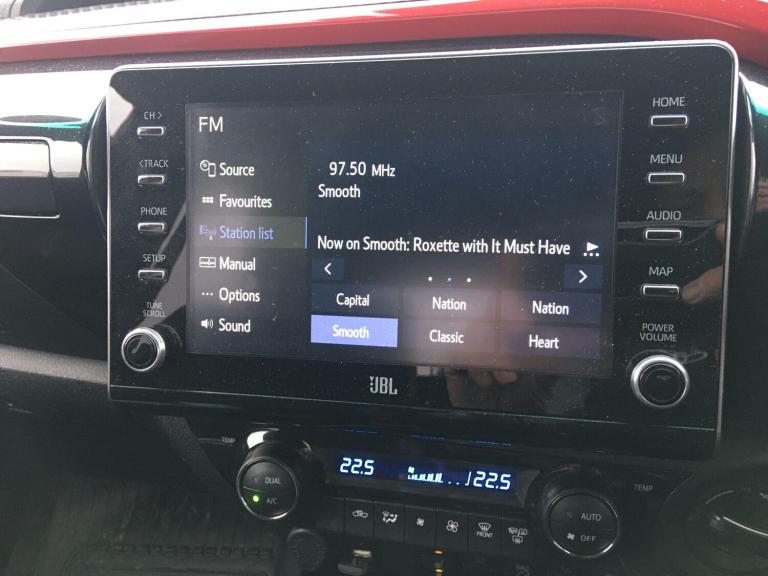 CH >
< TRACK
PHONE
SETUP
TUNE
SCROLL
FM
Source
Favourites
Station list
Manual
Options
Sound
97.50 MHz
Smooth
Now on Smooth: Roxette with It Must Have
Capital
Nation
Nation
Smooth
Classic
Heart
HOME
MENU
AUDIO
MAP
POWER
VOLUME
JBL
TEMP
DUAL
A/C
22.5
22.5
FRONT
AUTO
OFF
TEMP